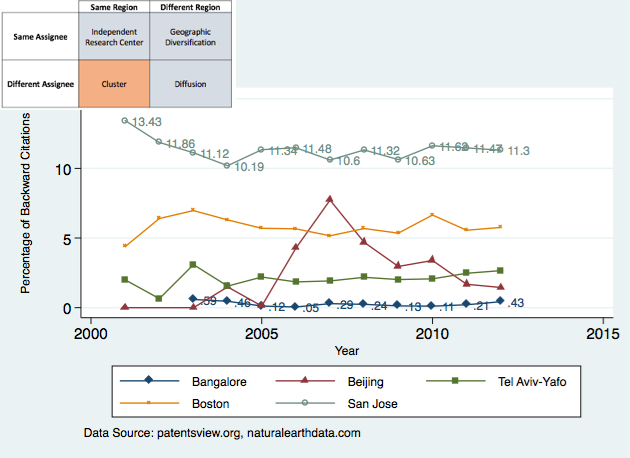 Same Region Different Region
Same Assignee
Independent
Research Center
Geographic
Diversification
Different Assignee Cluster Diffusion
Percentage of Backward Citations
10
5
0
13.43
11.86
11.12
10.19
11.34
11.48
10.6
11.32
10.63
11.62
11.47
11.3
.59
.46
.12
.05
.29
.24
.13
.11
.21
.43
2000 2005 2010 2015
Year
Bangalore Beijing Tel Aviv-Yafo
Boston San Jose
Data Source: patentsview.org, naturalearthdata.com